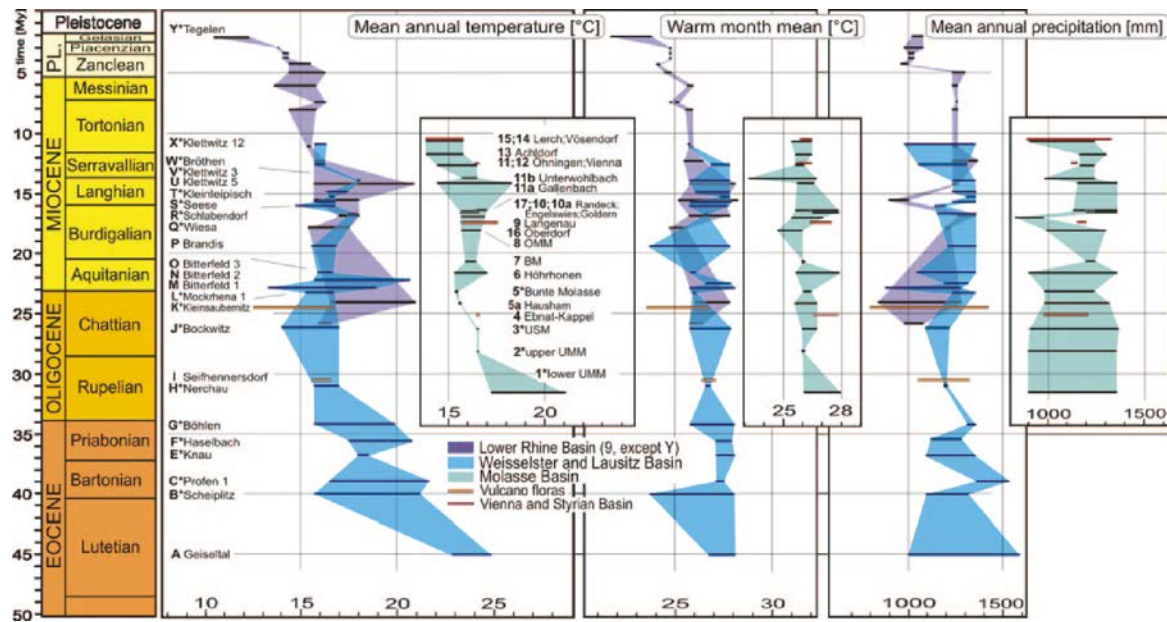 time [My]
Pleistocene
PL.
Gelasian
Piacenzian
Zanclean
MIOCENE
Messinian
Tortonian
Serravallian
Langhian
Burdigalian
Aquitanian
OLIGOCENE
Chattian
Rupelian
EOCENE
Priabonian
Bartonian
Lutetian
0
5
10
15
20
25
30
35
40
45
50
Mean annual temperature [°C]
Y* Tegelen
X* Klettwitz 12
W* Bröthen
V* Klettwitz 3
U Klettwitz 5
T* Kleinleipisch
S* Seese
R* Schlabendorf
Q* Wiesa
P Brandis
O Bitterfeld 3
N Bitterfeld 2
M Bitterfeld 1
L* Mockrhena 1
K* Kleinsaubernitz
J* Bockwitz
I Seifhennersdorf
H* Nerchau
G* Böhlen
F* Haselbach
E* Knau
C* Profen 1
B* Scheiplitz
A Geiseltal
10 15 20 25
15 20
15;14 Lerch;Vösendorf
13 Achldorf
11;12 Öhningen;Vienna
11b Unterwohlbach
11a Gallenbach
17;10;10a Randeck;
Engelswies;Goldern
9 Langenau
16 Oberdorf
8 OMM
7 BM
6 Höhrhonen
5* Bunte Molasse
5a Hausham
4 Ebnat-Kappel
3* USM
2* upper UMM
1* lower UMM
Lower Rhine Basin (9, except Y)
Weisselster and Lausitz Basin
Molasse Basin
Vulcano floras
Vienna and Styrian Basin
Warm month mean [°C]
25 28
25 30
Mean annual precipitation [mm]
1000 1500
1000 1500